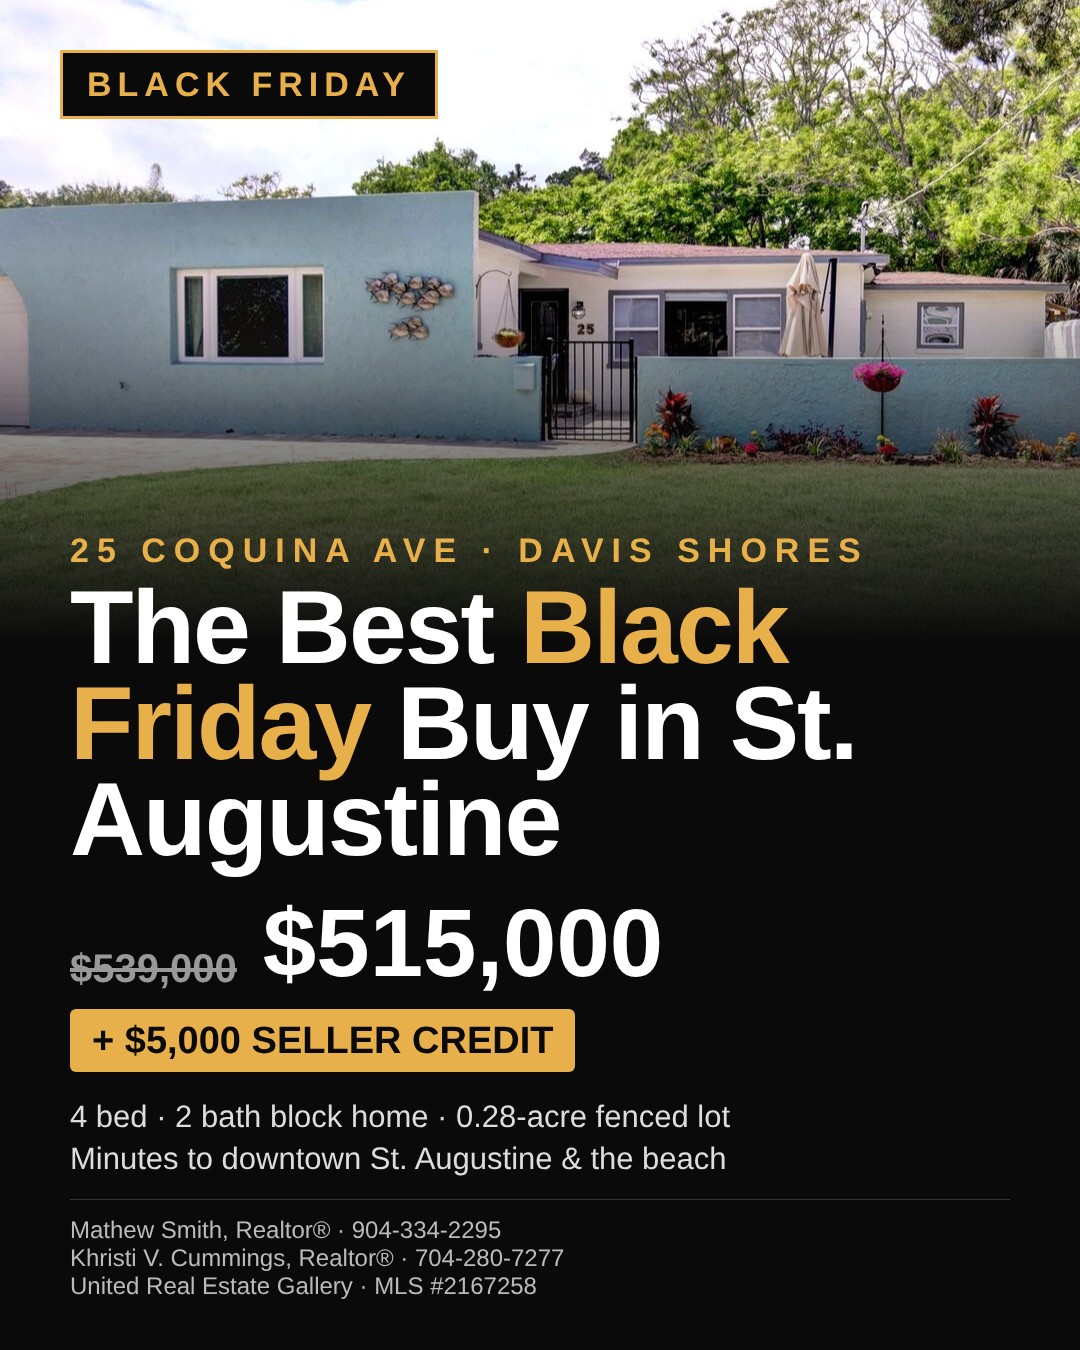 BLACK FRIDAY
25
25 COQUINA AVE · DAVIS SHORES
The Best Black
Friday Buy in St.
Augustine
$539,000 $515,000
+ $5,000 SELLER CREDIT
4 bed · 2 bath block home · 0.28-acre fenced lot
Minutes to downtown St. Augustine & the beach
Mathew Smith, Realtor® · 904-334-2295
Khristi V. Cummings, Realtor® · 704-280-7277
United Real Estate Gallery · MLS #2167258